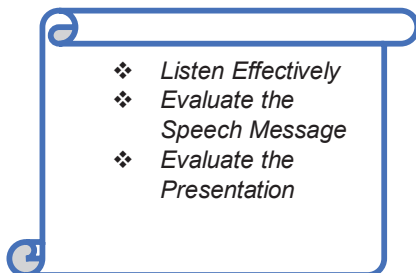 ❖ Listen Effectively
❖ Evaluate the
Speech Message
❖ Evaluate the
Presentation